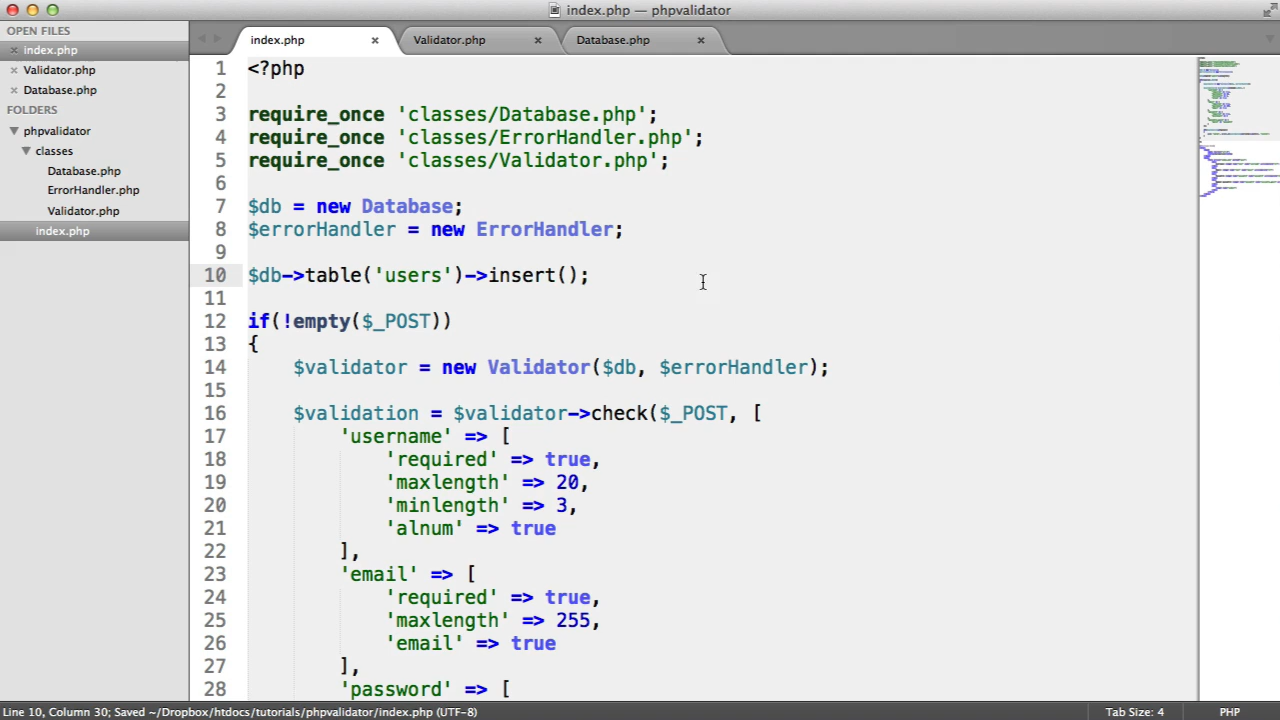 index.php — phpvalidator
OPEN FILES
index.php
Validator.php
Database.php
FOLDERS
phpvalidator
classes
Database.php
ErrorHandler.php
Validator.php
index.php
index.php Validator.php Database.php
1 <?php
2
3 require_once 'classes/Database.php';
4 require_once 'classes/ErrorHandler.php';
5 require_once 'classes/Validator.php';
6
7 $db = new Database;
8 $errorHandler = new ErrorHandler;
9
10 $db->table('users')->insert();
11
12 if(!empty($_POST))
13 {
14     $validator = new Validator($db, $errorHandler);
15
16     $validation = $validator->check($_POST, [
17         'username' => [
18             'required' => true,
19             'maxlength' => 20,
20             'minlength' => 3,
21             'alnum' => true
22         ],
23         'email' => [
24             'required' => true,
25             'maxlength' => 255,
26             'email' => true
27         ],
28         'password' => [
Line 10, Column 30; Saved ~/Dropbox/htdocs/tutorials/phpvalidator/index.php (UTF-8) Tab Size: 4 PHP